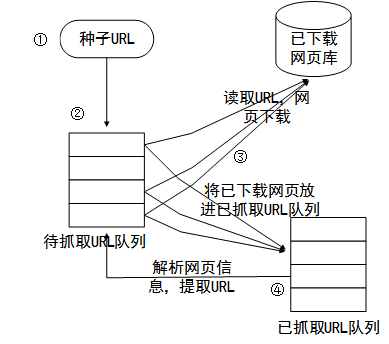 ①
种子URL
已下载
网页库
②
读取URL，网
页下载
③
将已下载网页放
进已抓取URL队列
待抓取URL队列
解析网页信
息，提取URL
④
已抓取URL队列